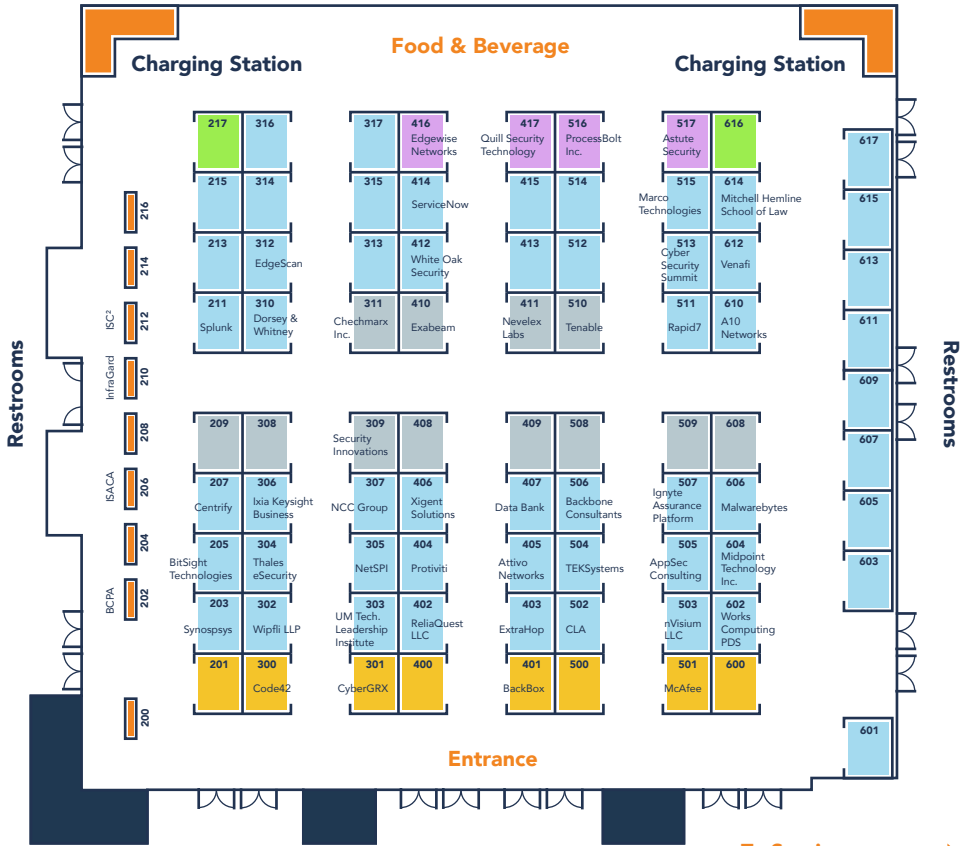 Food & Beverage
Charging Station
Charging Station
217
316
317
416
Edgewise
Networks
417
Quill Security
Technology
516
ProcessBolt
Inc.
517
Astute
Security
616
617
215
314
315
414
ServiceNow
415
514
515
Marco
Technologies
614
Mitchell Hemline
School of Law
615
216
213
312
EdgeScan
313
412
White Oak
Security
413
512
513
Cyber
Security
Summit
612
Venafi
613
214
211
Splunk
310
Dorsey &
Whitney
311
Chechmarx
Inc.
410
Exabeam
411
Nevelex
Labs
510
Tenable
511
Rapid7
610
A10
Networks
611
ISC²
212
InfraGard
210
609
Restrooms
Restrooms
208
209
308
309
Security
Innovations
408
409
508
509
608
607
ISACA
206
207
Centrify
306
Ixia Keysight
Business
307
NCC Group
406
Xigent
Solutions
407
Data Bank
506
Backbone
Consultants
507
Ignyte
Assurance
Platform
606
Malwarebytes
605
204
205
BitSight
Technologies
304
Thales
eSecurity
305
NetSPI
404
Protiviti
405
Attivo
Networks
504
TEKSystems
505
AppSec
Consulting
604
Midpoint
Technology
Inc.
603
BCPA
202
203
Synospsys
302
Wipfli LLP
303
UM Tech.
Leadership
Institute
402
ReliaQuest
LLC
403
ExtraHop
502
CLA
503
nVisium
LLC
602
Works
Computing
PDS
201
300
Code42
301
CyberGRX
400
401
BackBox
500
501
McAfee
600
200
601
Entrance